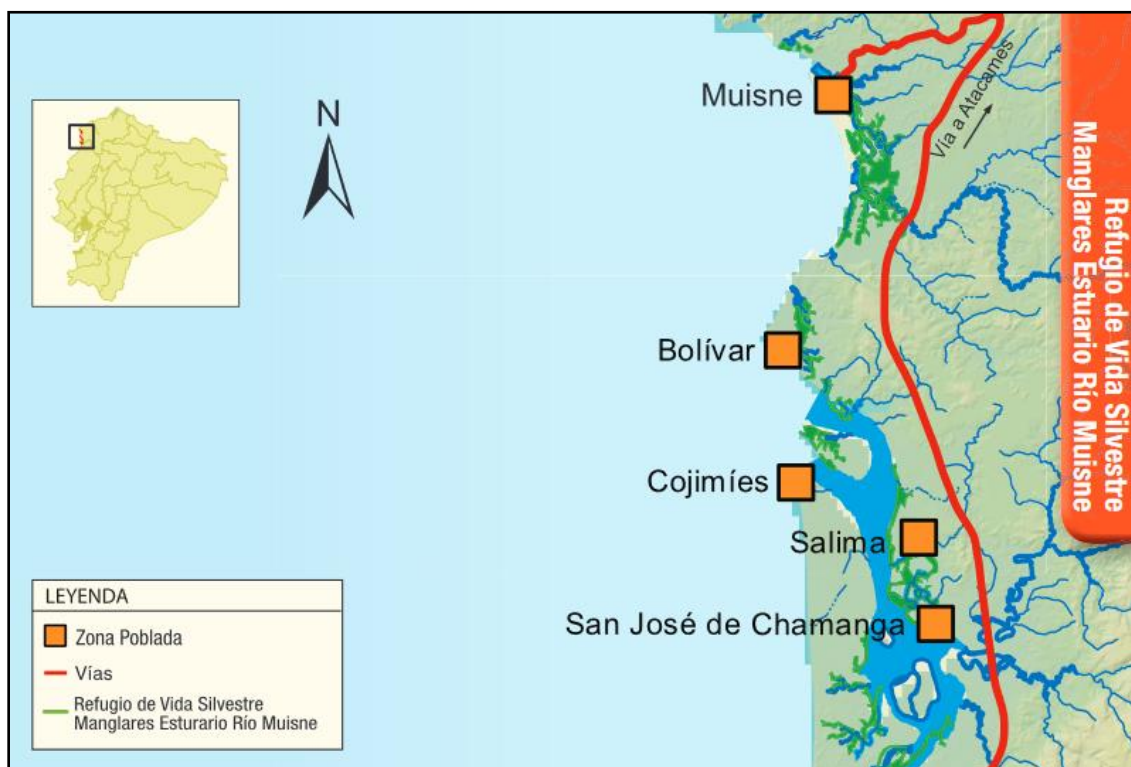 N
Muisne
Vía a Atacames
Bolívar
Cojimíes
Salima
San José de Chamanga
Refugio de Vida Silvestre
Manglares Estuario Río Muisne
LEYENDA
Zona Poblada
Vías
Refugio de Vida Silvestre
Manglares Esturario Río Muisne